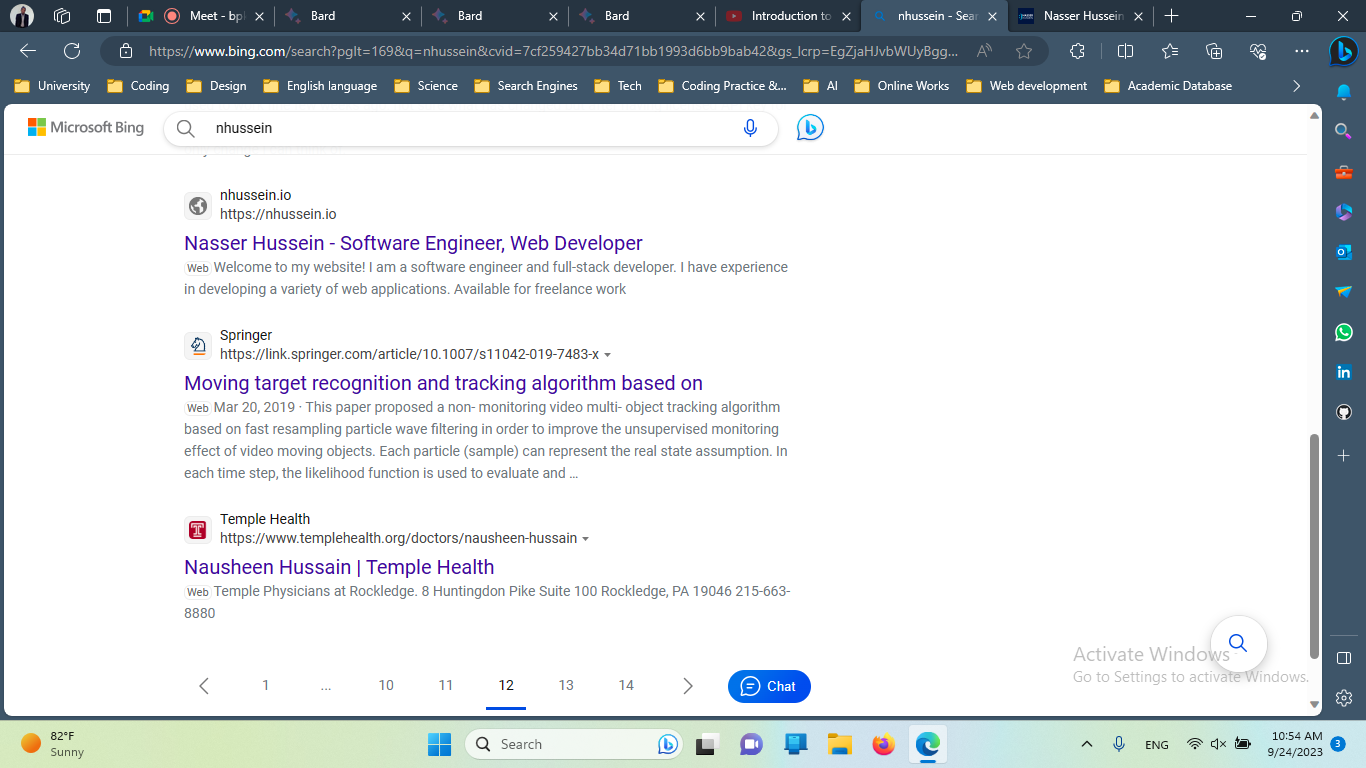 Meet - bpl
Bard
Bard
Bard
Introduction to
nhussein - Sear
Nasser Hussein
https://www.bing.com/search?pglt=169&q=nhussein&cvid=7cf259427bb34d71bb1993d6bb9bab42&gs_lcrp=EgZjaHJvbWUyBgg...
University
Coding
Design
English language
Science
Search Engines
Tech
Coding Practice &...
AI
Online Works
Web development
Academic Database
Microsoft Bing
nhussein
nhussein.io
https://nhussein.io
Nasser Hussein - Software Engineer, Web Developer
Web Welcome to my website! I am a software engineer and full-stack developer. I have experience
in developing a variety of web applications. Available for freelance work
Springer
https://link.springer.com/article/10.1007/s11042-019-7483-x
Moving target recognition and tracking algorithm based on
Web Mar 20, 2019 · This paper proposed a non- monitoring video multi- object tracking algorithm
based on fast resampling particle wave filtering in order to improve the unsupervised monitoring
effect of video moving objects. Each particle (sample) can represent the real state assumption. In
each time step, the likelihood function is used to evaluate and …
Temple Health
https://www.templehealth.org/doctors/nausheen-hussain
Nausheen Hussain | Temple Health
Web Temple Physicians at Rockledge. 8 Huntingdon Pike Suite 100 Rockledge, PA 19046 215-663-
8880
1 ... 10 11 12 13 14
Chat
Activate Windows
Go to Settings to activate Windows.
82°F
Sunny
Search
ENG
10:54 AM
9/24/2023
3